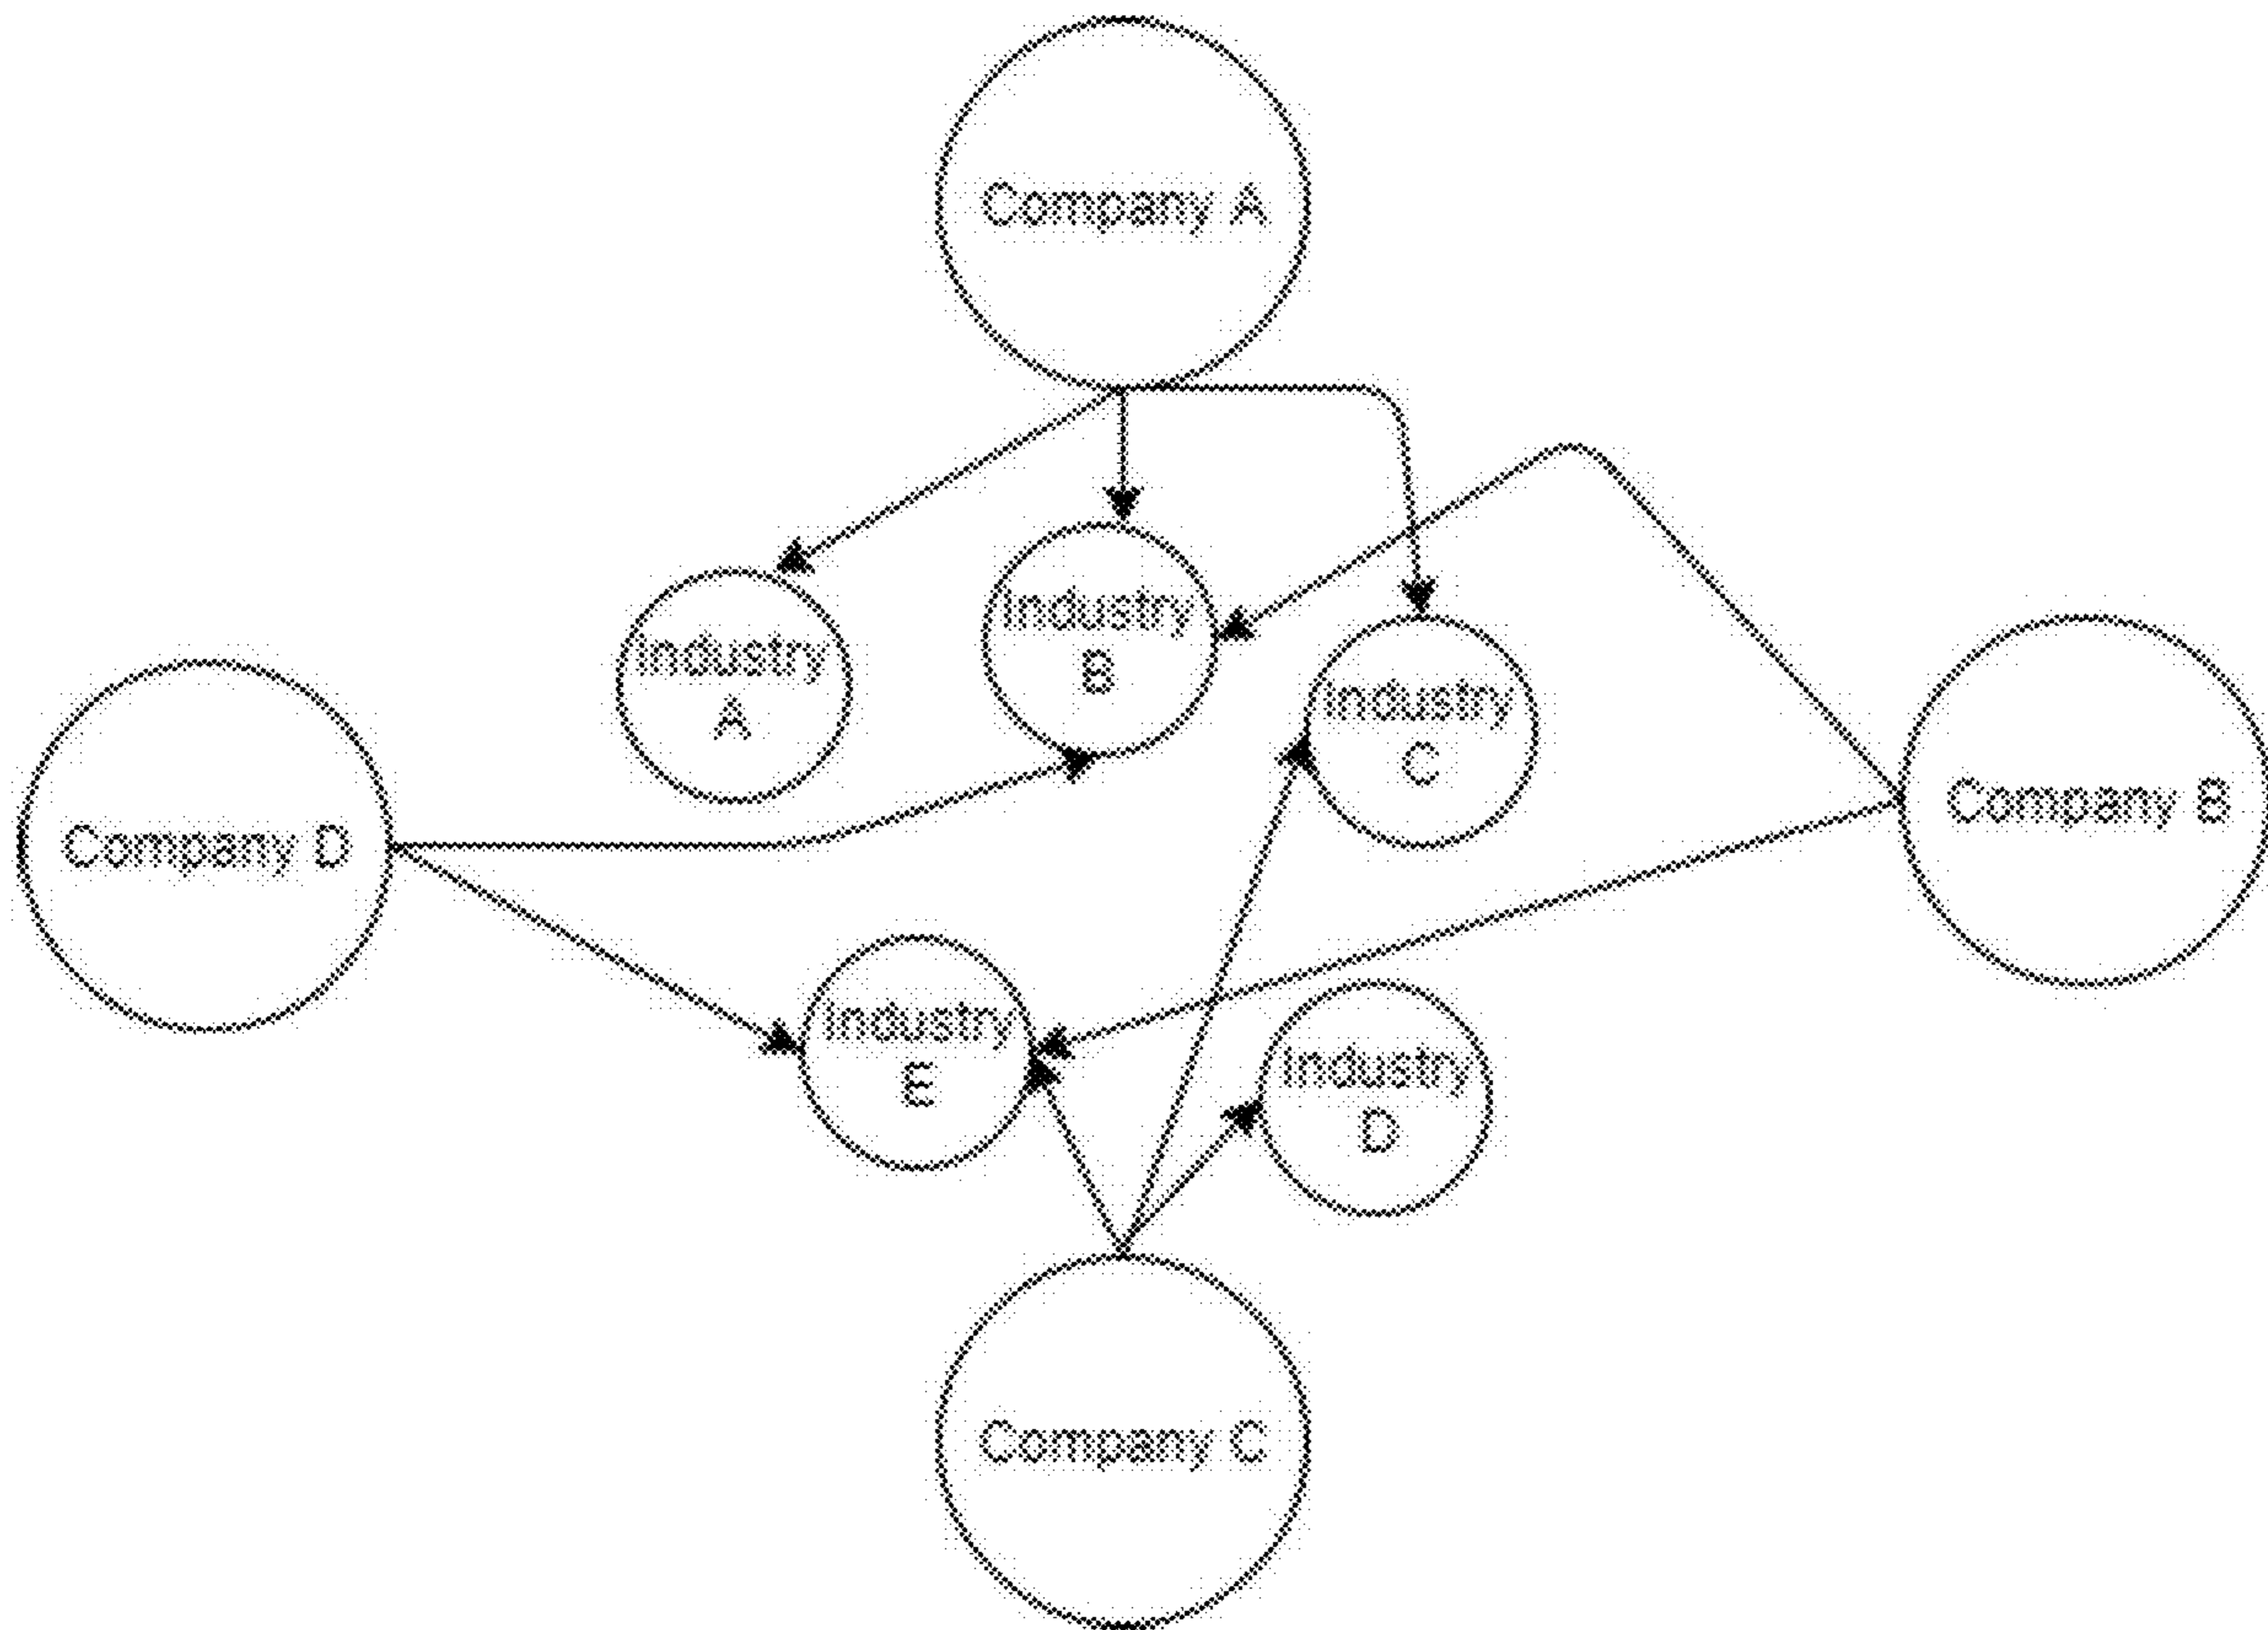 Company A
Industry
B
Industry
A
Industry
C
Company D
Company B
Industry
E
Industry
D
Company C